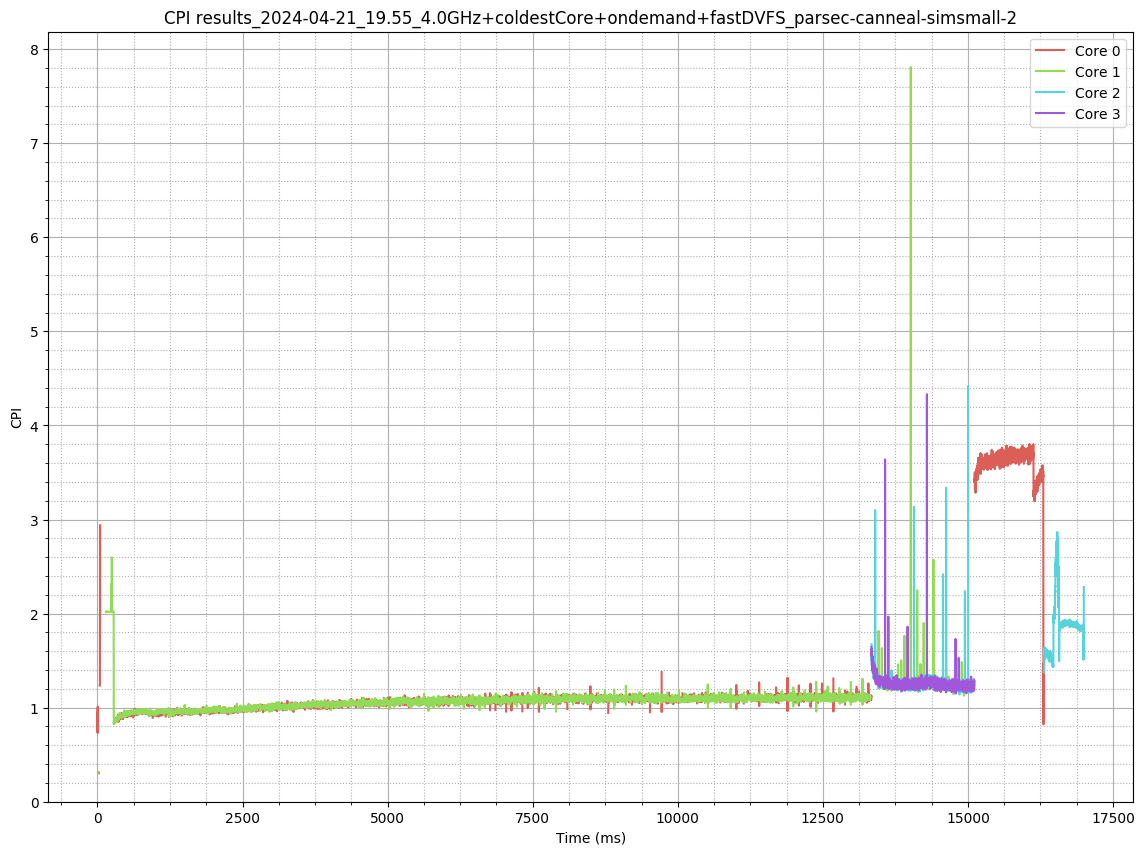 CPI results_2024-04-21_19.55_4.0GHz+coldestCore+ondemand+fastDVFS_parsec-canneal-simsmall-2
Core 0
Core 1
Core 2
Core 3
8
7
6
5
4
3
2
1
0
CPI
0
2500
5000
7500
10000
12500
15000
17500
Time (ms)